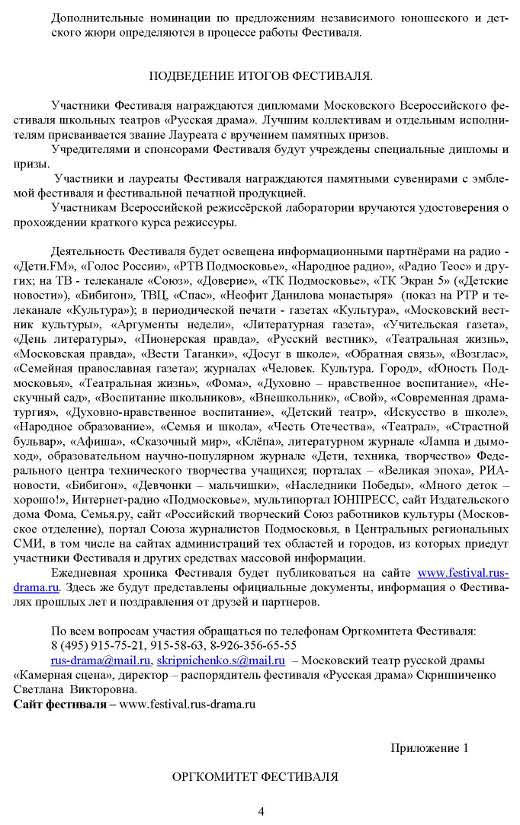 Дополнительные номинации по предложениям независимого юношеского и дет-
ского жюри определяются в процессе работы Фестиваля.
ПОДВЕДЕНИЕ ИТОГОВ ФЕСТИВАЛЯ.
Участники Фестиваля награждаются дипломами Московского Всероссийского фе-
стиваля школьных театров «Русская драма». Лучшим коллективам и отдельным исполни-
телям присваивается звание Лауреата с вручением памятных призов.
Учредителями и спонсорами Фестиваля будут учреждены специальные дипломы и
призы.
Участники и лауреаты Фестиваля награждаются памятными сувенирами с эмбле-
мой фестиваля и фестивальной печатной продукцией.
Участникам Всероссийской режиссёрской лаборатории вручаются удостоверения о
прохождении краткого курса режиссуры.
Деятельность Фестиваля будет освещена информационными партнёрами на радио -
«Дети.FM», «Голос России», «РТВ Подмосковье», «Народное радио», «Радио Теос» и дру-
гих; на ТВ - телеканале «Союз», «Доверие», «ТК Подмосковье», «ТК Экран 5» («Детские
новости»), «Бибигон», ТВЦ, «Спас», «Неофит Данилова монастыря» (показ на РТР и те-
леканале «Культура»); в периодической печати - газетах «Культура», «Московский вест-
ник культуры», «Аргументы недели», «Литературная газета», «Учительская газета»,
«День литературы», «Пионерская правда», «Русский вестник», «Театральная жизнь»,
«Московская правда», «Вести Таганки», «Досуг в школе», «Обратная связь», «Возглас»,
«Семейная православная газета»; журналах «Человек. Культура. Город», «Юность Под-
московья», «Театральная жизнь», «Фома», «Духовно – нравственное воспитание», «Не-
скучный сад», «Воспитание школьников», «Внешкольник», «Свой», «Современная драма-
тургия», «Духовно-нравственное воспитание», «Детский театр», «Искусство в школе»,
«Народное образование», «Семья и школа», «Честь Отечества», «Театрал», «Страстной
бульвар», «Афиша», «Сказочный мир», «Клёпа», литературном журнале «Лампа и дымо-
ход», образовательном научно-популярном журнале «Дети, техника, творчество» Феде-
рального центра технического творчества учащихся; порталах – «Великая эпоха», РИА-
новости, «Бибигон», «Девчонки – мальчишки», «Наследники Победы», «Много деток –
хорошо!», Интернет-радио «Подмосковье», мультипортал ЮНПРЕСС, сайт Издательского
дома Фома, Семья.ру, сайт «Российский творческий Союз работников культуры (Москов-
ское отделение), портал Союза журналистов Подмосковья, в Центральных региональных
СМИ, в том числе на сайтах администраций тех областей и городов, из которых приедут
участники Фестиваля и других средствах массовой информации.
Ежедневная хроника Фестиваля будет публиковаться на сайте www.festival.rus-
drama.ru. Здесь же будут представлены официальные документы, информация о Фестива-
лях прошлых лет и поздравления от друзей и партнеров.
По всем вопросам участия обращаться по телефонам Оргкомитета Фестиваля:
8 (495) 915-75-21, 915-58-63, 8-926-356-65-55
rus-drama@mail.ru, skripnichenko.s@mail.ru – Московский театр русской драмы
«Камерная сцена», директор – распорядитель фестиваля «Русская драма» Скрипниченко
Светлана Викторовна.
Сайт фестиваля – www.festival.rus-drama.ru
Приложение 1
ОРГКОМИТЕТ ФЕСТИВАЛЯ
4